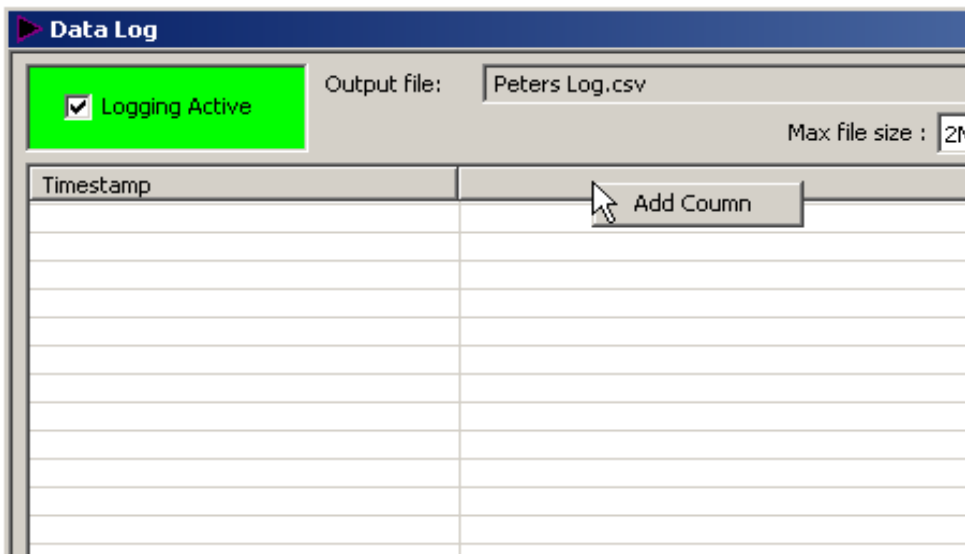 Data Log
Logging Active
Output file:
Peters Log.csv
Max file size :
Timestamp
Add Coumn